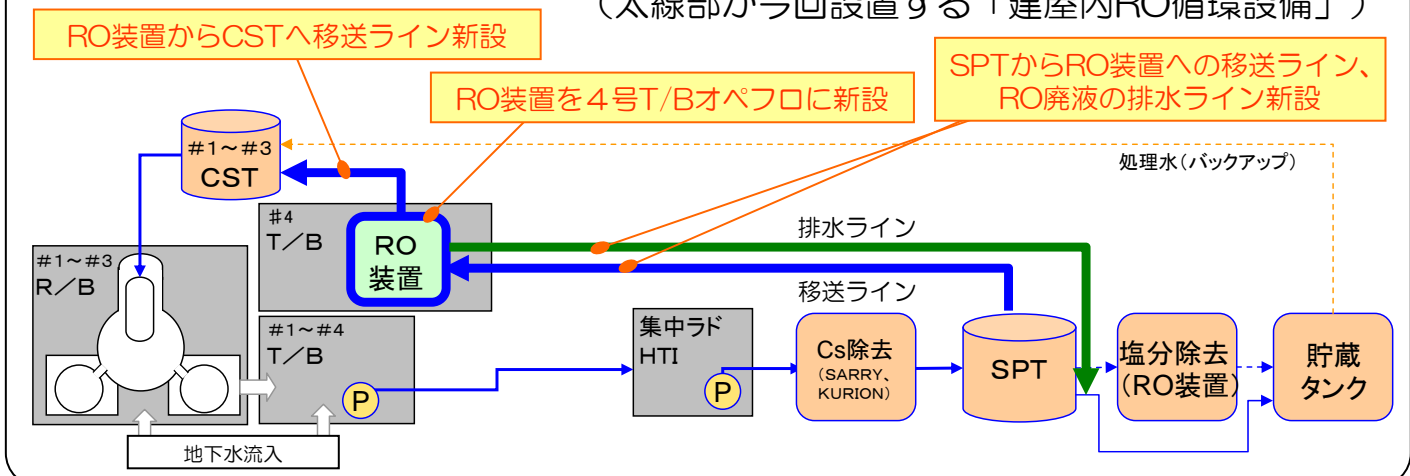 （太線部が今回設置する「建屋内RO循環設備」）
RO装置からCSTへ移送ライン新設
RO装置を４号T/Bオペフロに新設
SPTからRO装置への移送ライン、
RO廃液の排水ライン新設
＃1～＃3
CST
処理水（バックアップ）
＃4
T／B
RO
装置
排水ライン
移送ライン
＃1～＃3
R／B
＃1～＃4
T／B
P
集中ラド
HTI
P
Cs除去
（SARRY、
KURION）
SPT
塩分除去
（RO装置）
貯蔵
タンク
地下水流入